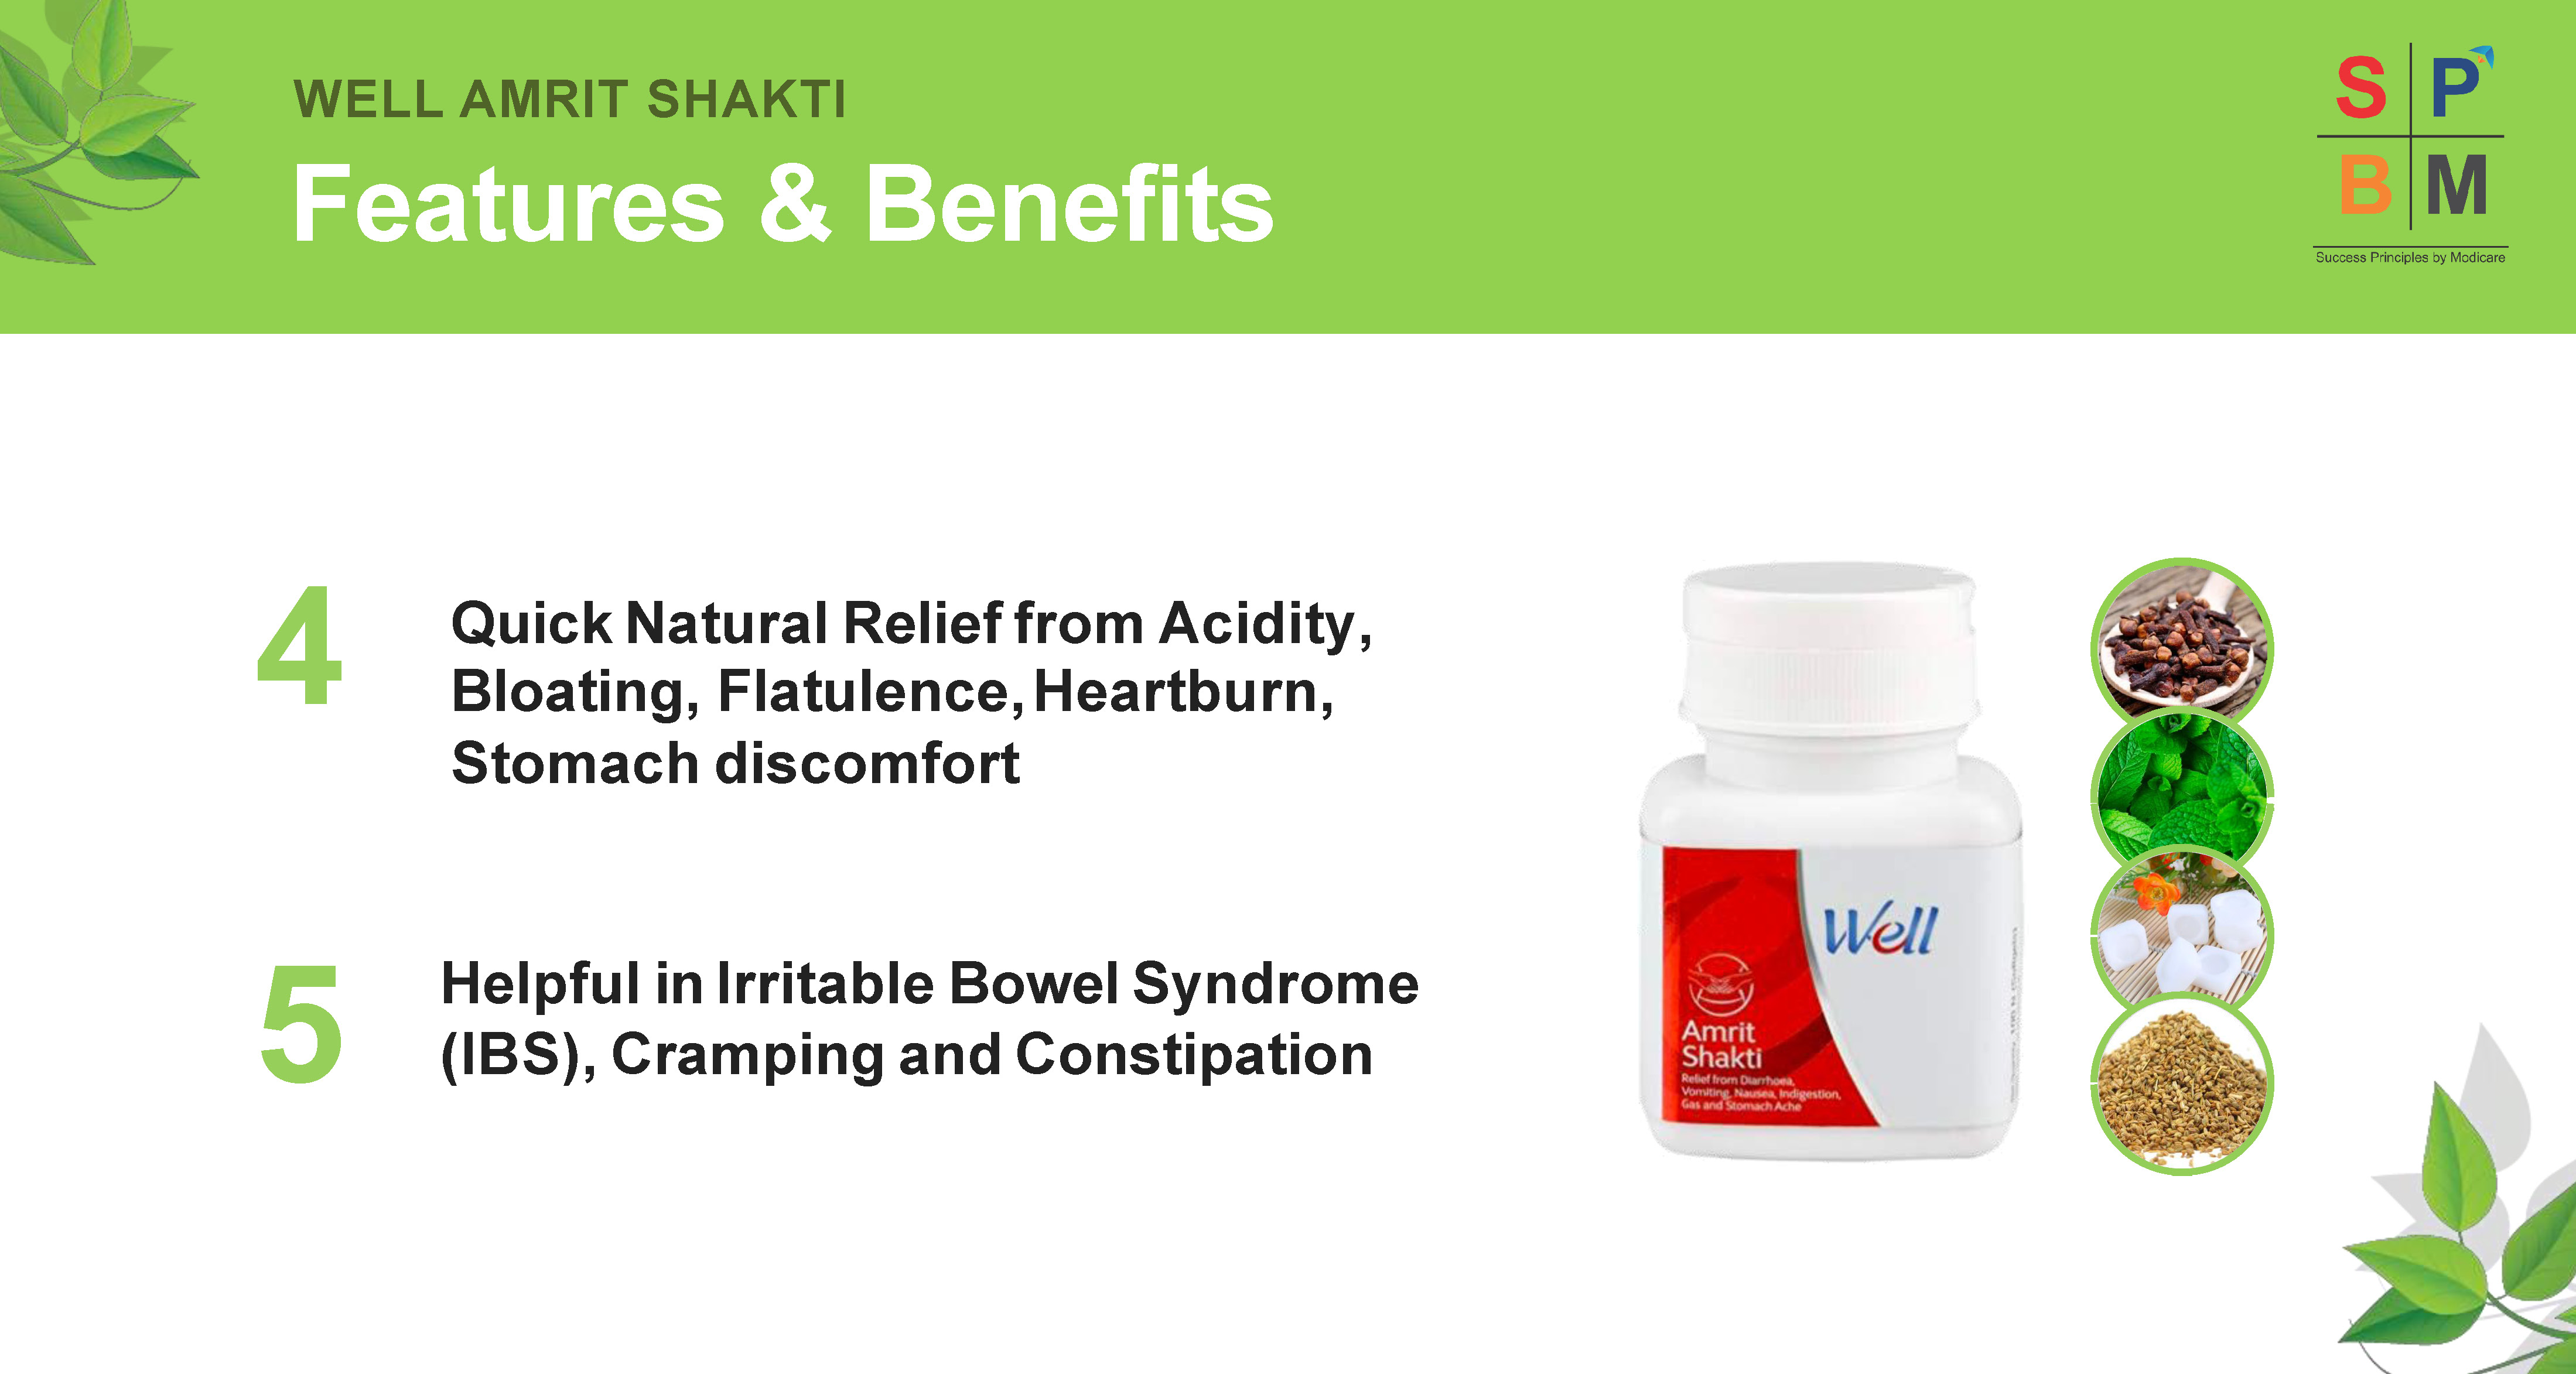 WELL AMRIT SHAKTI
Features & Benefits
S P
B M
Success Principles by Modicare
4
Quick Natural Relief from Acidity,
Bloating, Flatulence, Heartburn,
Stomach discomfort
5
Helpful in Irritable Bowel Syndrome
(IBS), Cramping and Constipation
Well
Amrit
Shakti
Relief from Diarrhoea,
Vomiting, Nausea, Indigestion,
Gas and Stomach Ache